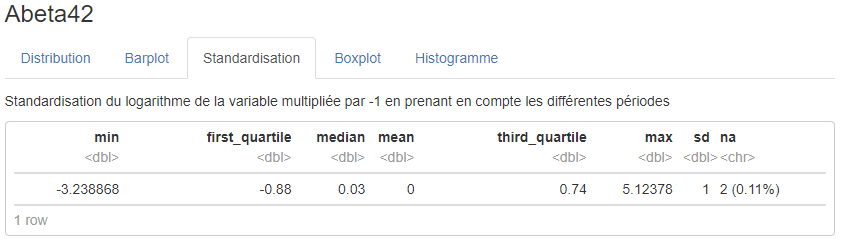 Abeta42
Distribution Barplot Standardisation Boxplot Histogramme
Standardisation du logarithme de la variable multipliée par -1 en prenant en compte les différentes périodes
min first_quartile median mean third_quartile max sd na
<dbl> <dbl> <dbl> <dbl> <dbl> <dbl> <dbl> <chr>
-3.238868 -0.88 0.03 0 0.74 5.12378 1 2 (0.11%)
1 row